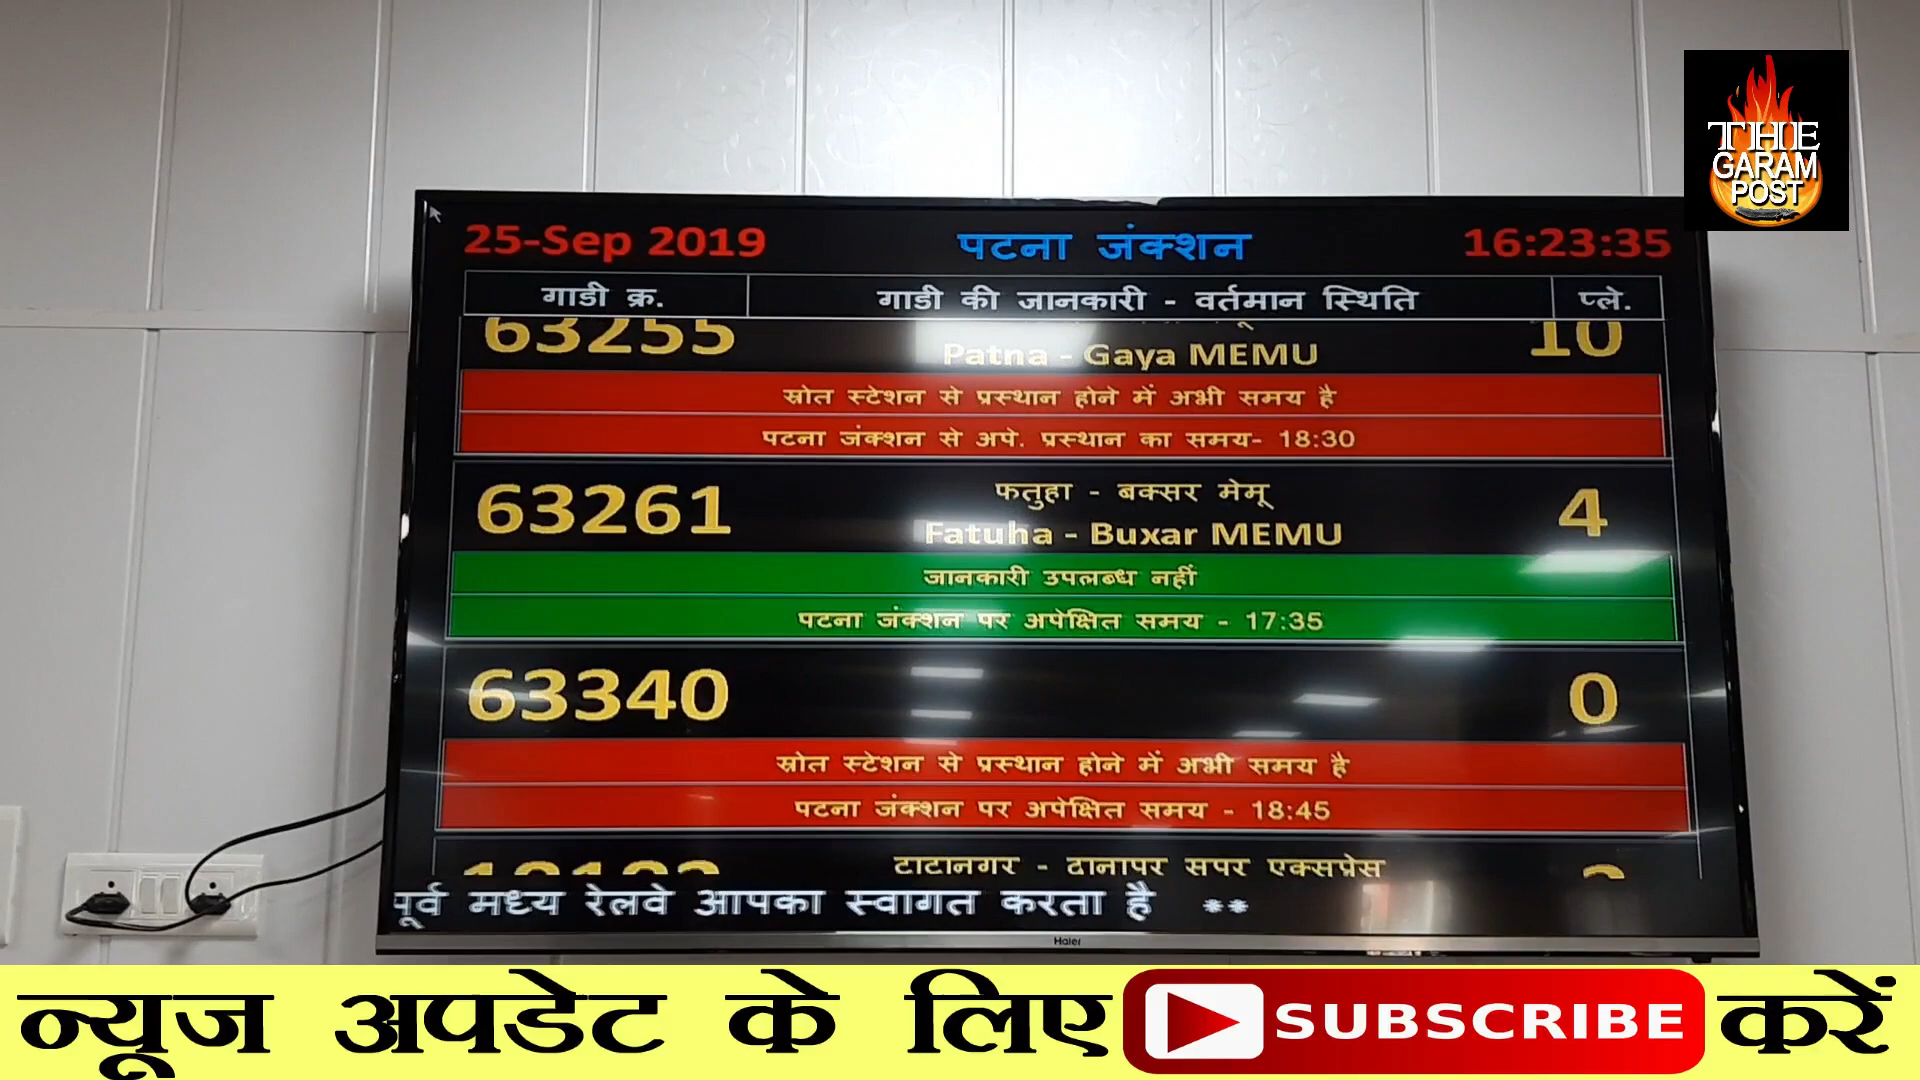 THE
GARAM
POST
25-Sep 2019 पटना जंक्शन 16:23:35
गाडी क्र. गाडी की जानकारी - वर्तमान स्थिति प्ले.
63255 Patna - Gaya MEMU 10
स्रोत स्टेशन से प्रस्थान होने में अभी समय है
पटना जंक्शन से अपे. प्रस्थान का समय- 18:30
63261 फतुहा - बक्सर मेमू 4
Fatuha - Buxar MEMU
जानकारी उपलब्ध नहीं
पटना जंक्शन पर अपेक्षित समय - 17:35
63340 0
स्रोत स्टेशन से प्रस्थान होने में अभी समय है
पटना जंक्शन पर अपेक्षित समय - 18:45
टाटानगर - दानापुर सुपर एक्सप्रेस
पूर्व मध्य रेलवे आपका स्वागत करता है **
Haier
न्यूज अपडेट के लिए SUBSCRIBE करें